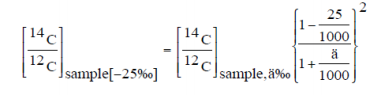 [¹⁴C / ¹²C]sample[−25‰] = [¹⁴C / ¹²C]sample,ä‰ {(1 − 25/1000) / (1 + ä/1000)}²